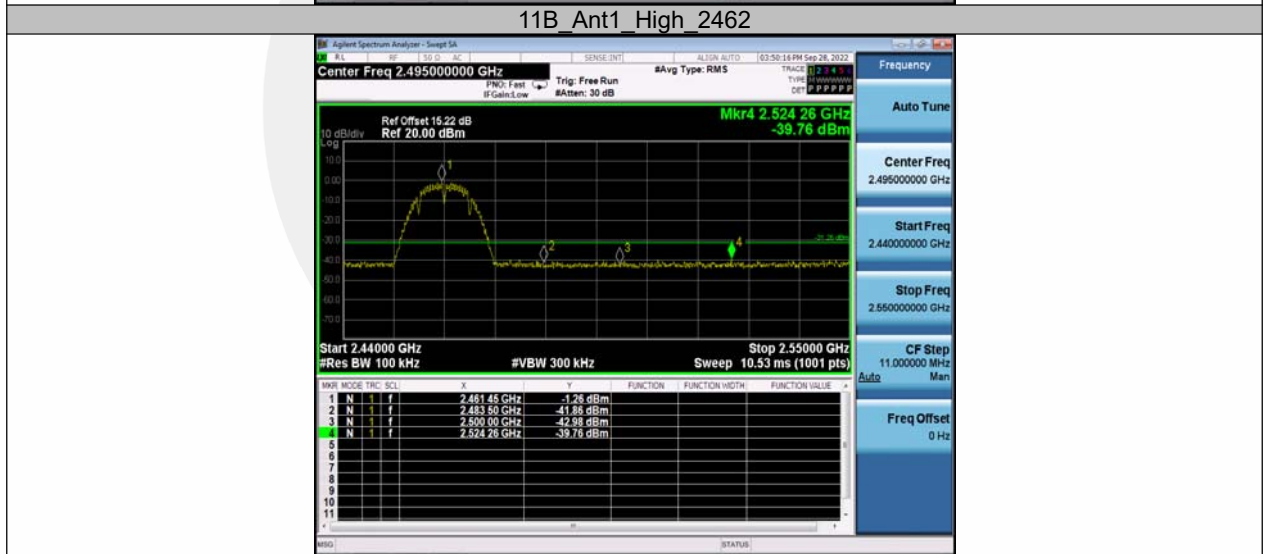 11B_Ant1_High_2462
Agilent Spectrum Analyzer - Swept SA
RL RF 50 Ω AC SENSE:INT ALIGN AUTO 03:50:16 PM Sep 28, 2022
Center Freq 2.495000000 GHz #Avg Type: RMS TRACE 1 2 3 4 5 6
PNO: Fast Trig: Free Run TYPE
IFGain:Low #Atten: 30 dB DET P P P P P P
Frequency
Auto Tune
Center Freq
2.495000000 GHz
Start Freq
2.440000000 GHz
Stop Freq
2.550000000 GHz
CF Step
11.000000 MHz
Auto Man
Freq Offset
0 Hz
Mkr4 2.524 26 GHz
-39.76 dBm
Ref Offset 15.22 dB
10 dB/div Ref 20.00 dBm
Log
10.0
0.00
-10.0
-20.0
-30.0
-40.0
-50.0
-60.0
-70.0
1
2
3
4
Start 2.44000 GHz Stop 2.55000 GHz
#Res BW 100 kHz #VBW 300 kHz Sweep 10.53 ms (1001 pts)
MKR MODE TRC SCL X Y FUNCTION FUNCTION WIDTH FUNCTION VALUE
1 N 1 f 2.461 45 GHz -1.26 dBm
2 N 1 f 2.483 50 GHz -41.86 dBm
3 N 1 f 2.500 00 GHz -42.98 dBm
4 N 1 f 2.524 26 GHz -39.76 dBm
5
6
7
8
9
10
11
MSG STATUS